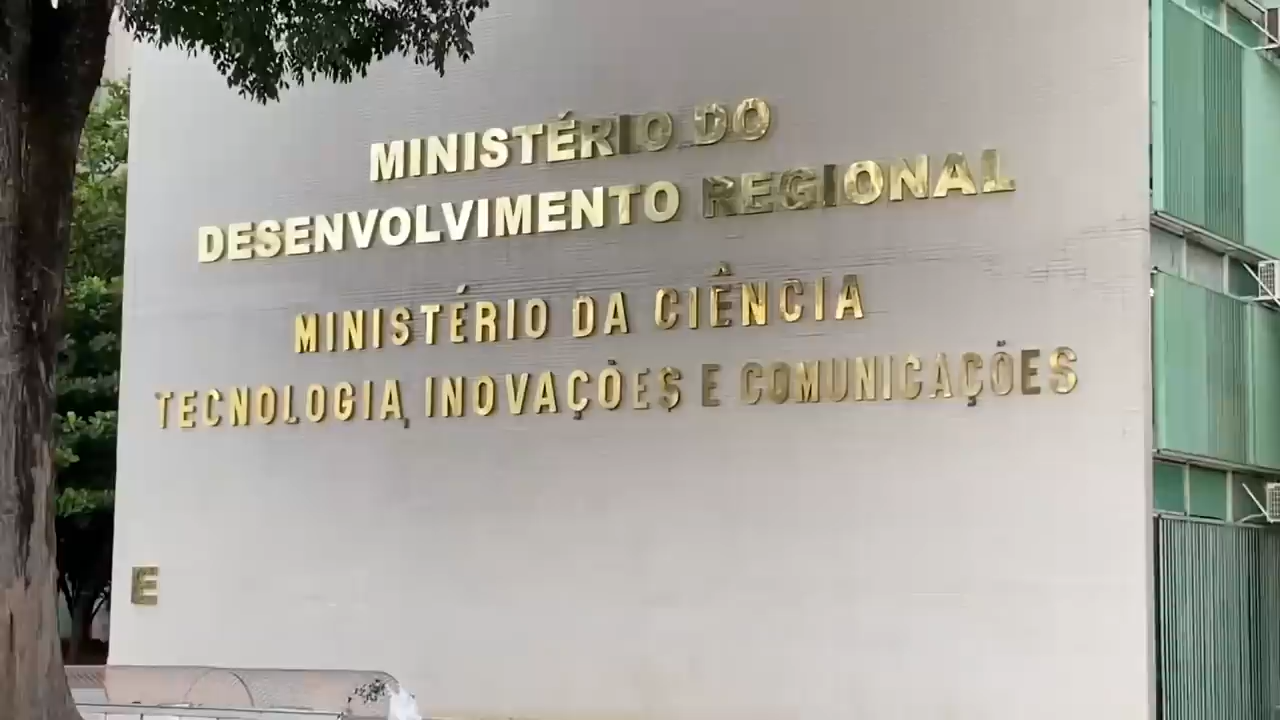 MINISTÉRIO DO
DESENVOLVIMENTO REGIONAL
MINISTÉRIO DA CIÊNCIA
TECNOLOGIA, INOVAÇÕES E COMUNICAÇÕES
E